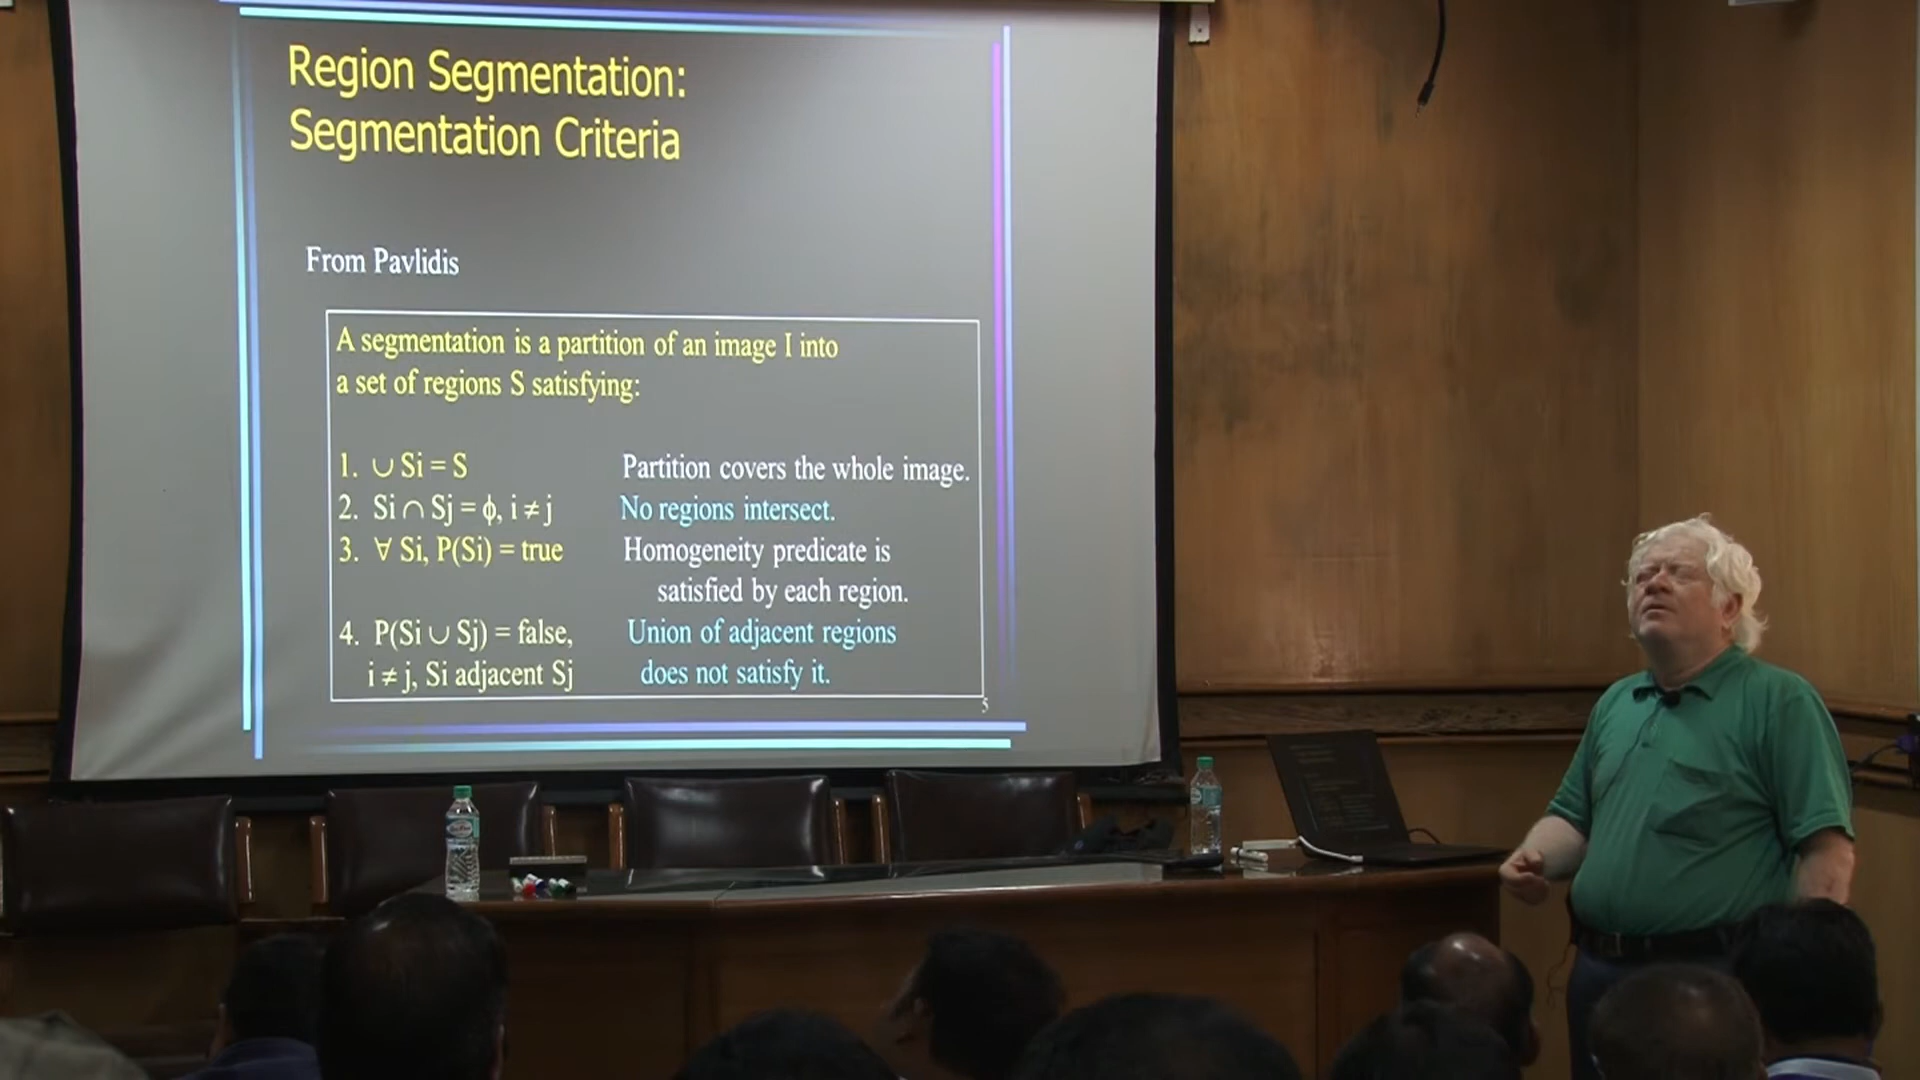 Region Segmentation:
Segmentation Criteria
From Pavlidis
A segmentation is a partition of an image I into
a set of regions S satisfying:
1. ∪ Si = S Partition covers the whole image.
2. Si ∩ Sj = ϕ, i ≠ j No regions intersect.
3. ∀ Si, P(Si) = true Homogeneity predicate is
satisfied by each region.
4. P(Si ∪ Sj) = false, Union of adjacent regions
i ≠ j, Si adjacent Sj does not satisfy it.
5